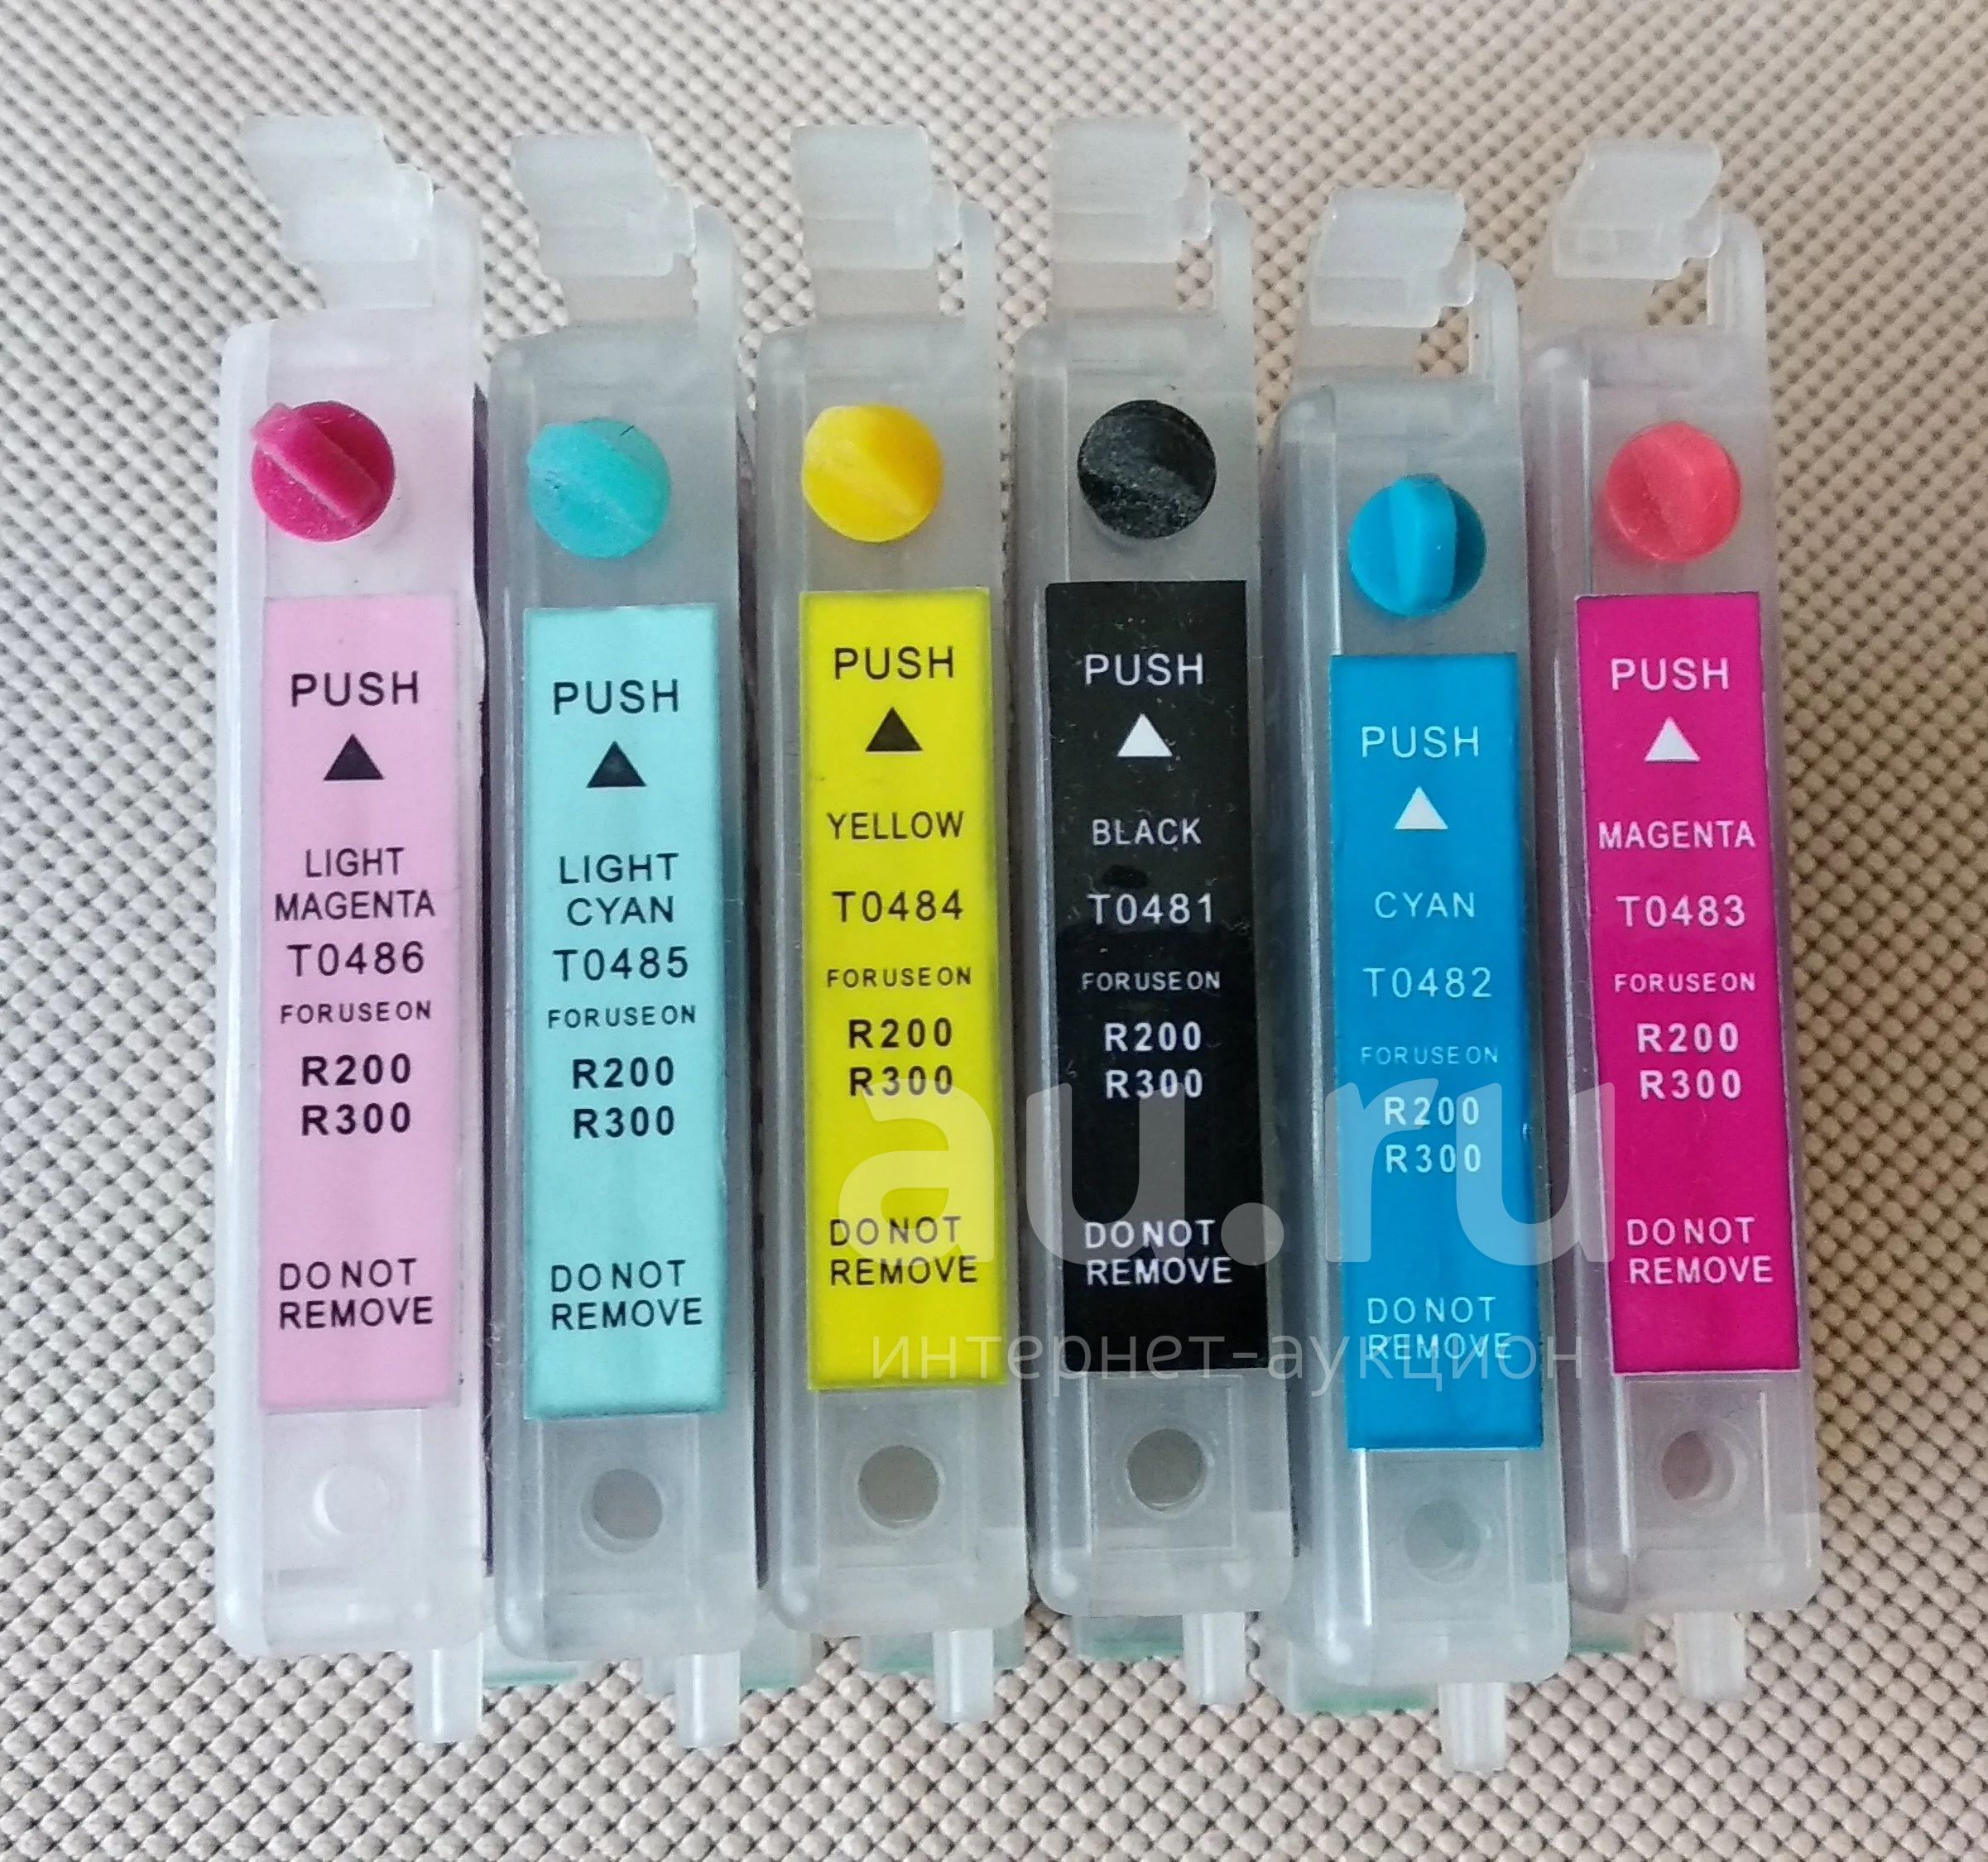 PUSH
LIGHT
MAGENTA
T0486
FOR USE ON
R200
R300
DO NOT
REMOVE
PUSH
LIGHT
CYAN
T0485
FOR USE ON
R200
R300
DO NOT
REMOVE
PUSH
YELLOW
T0484
FOR USE ON
R200
R300
DO NOT
REMOVE
PUSH
BLACK
T0481
FOR USE ON
R200
R300
DO NOT
REMOVE
PUSH
CYAN
T0482
FOR USE ON
R200
R300
DO NOT
REMOVE
PUSH
MAGENTA
T0483
FOR USE ON
R200
R300
DO NOT
REMOVE
au.ru
интернет-аукцион